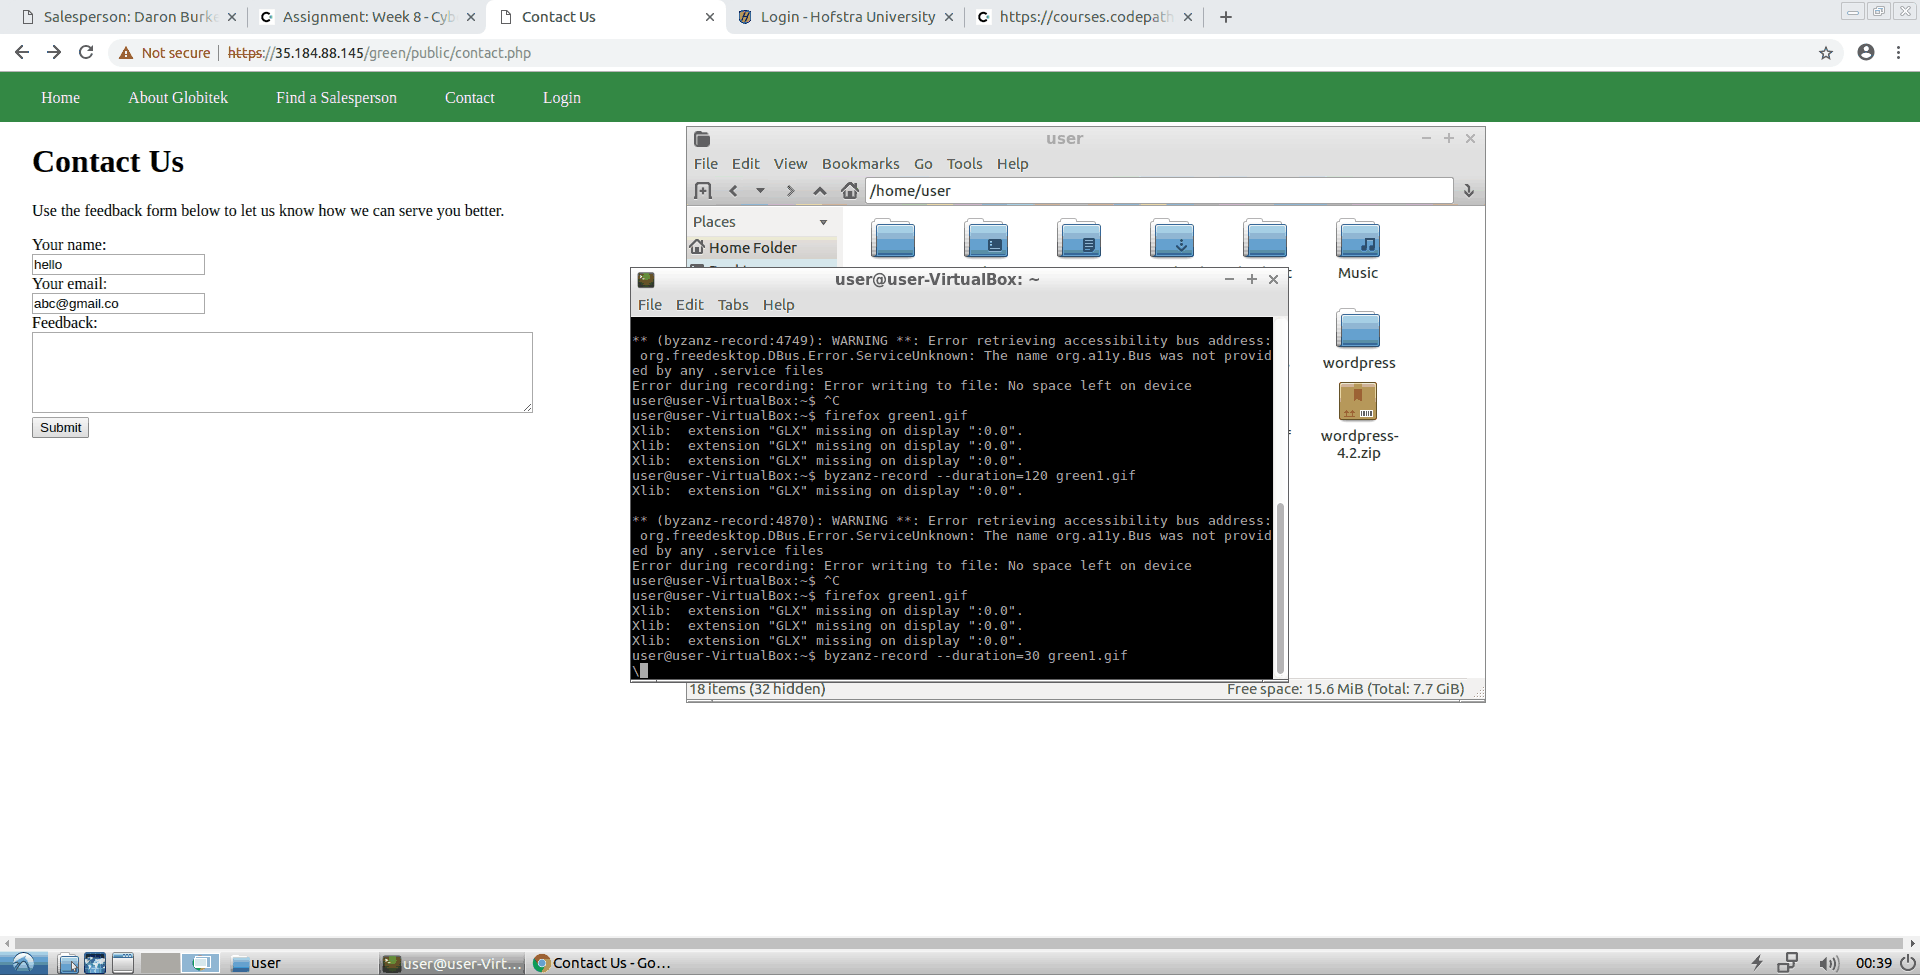 Salesperson: Daron Burke
Assignment: Week 8 - Cyb
Contact Us
Login - Hofstra University
https://courses.codepath
Not secure
https://35.184.88.145/green/public/contact.php
Home
About Globitek
Find a Salesperson
Contact
Login
Contact Us
Use the feedback form below to let us know how we can serve you better.
Your name:
hello
Your email:
abc@gmail.co
Feedback:
Submit
user
File Edit View Bookmarks Go Tools Help
/home/user
Places
Home Folder
Music
wordpress
wordpress-
4.2.zip
user@user-VirtualBox: ~
File Edit Tabs Help
** (byzanz-record:4749): WARNING **: Error retrieving accessibility bus address:
org.freedesktop.DBus.Error.ServiceUnknown: The name org.a11y.Bus was not provid
ed by any .service files
Error during recording: Error writing to file: No space left on device
user@user-VirtualBox:~$ ^C
user@user-VirtualBox:~$ firefox green1.gif
Xlib:  extension "GLX" missing on display ":0.0".
Xlib:  extension "GLX" missing on display ":0.0".
Xlib:  extension "GLX" missing on display ":0.0".
user@user-VirtualBox:~$ byzanz-record --duration=120 green1.gif
Xlib:  extension "GLX" missing on display ":0.0".
** (byzanz-record:4870): WARNING **: Error retrieving accessibility bus address:
org.freedesktop.DBus.Error.ServiceUnknown: The name org.a11y.Bus was not provid
ed by any .service files
Error during recording: Error writing to file: No space left on device
user@user-VirtualBox:~$ ^C
user@user-VirtualBox:~$ firefox green1.gif
Xlib:  extension "GLX" missing on display ":0.0".
Xlib:  extension "GLX" missing on display ":0.0".
Xlib:  extension "GLX" missing on display ":0.0".
user@user-VirtualBox:~$ byzanz-record --duration=30 green1.gif
\
18 items (32 hidden)
Free space: 15.6 MiB (Total: 7.7 GiB)
user
user@user-Virt...
Contact Us - Go...
00:39